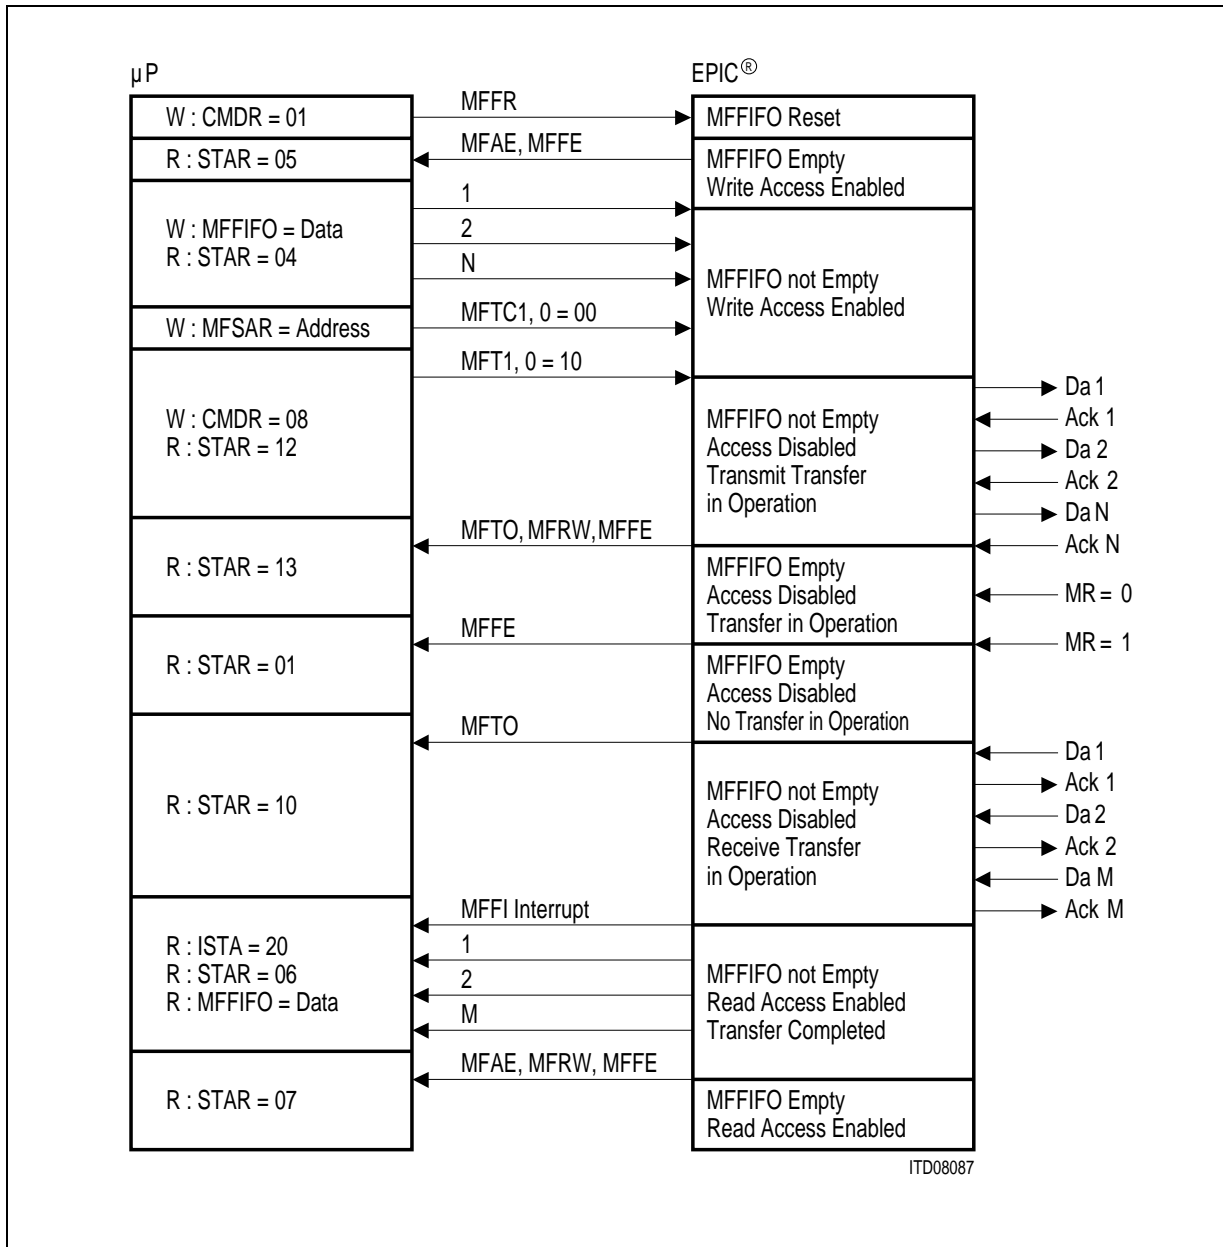 µP
EPIC®
W : CMDR = 01
MFFR
MFFIFO Reset
R : STAR = 05
MFAE, MFFE
MFFIFO Empty
Write Access Enabled
W : MFFIFO = Data
R : STAR = 04
1
2
N
MFFIFO not Empty
Write Access Enabled
W : MFSAR = Address
MFTC1, 0 = 00
MFT1, 0 = 10
W : CMDR = 08
R : STAR = 12
MFFIFO not Empty
Access Disabled
Transmit Transfer
in Operation
Da 1
Ack 1
Da 2
Ack 2
Da N
Ack N
R : STAR = 13
MFTO, MFRW, MFFE
MFFIFO Empty
Access Disabled
Transfer in Operation
MR = 0
MR = 1
R : STAR = 01
MFFE
MFFIFO Empty
Access Disabled
No Transfer in Operation
R : STAR = 10
MFTO
MFFIFO not Empty
Access Disabled
Receive Transfer
in Operation
Da 1
Ack 1
Da 2
Ack 2
Da M
Ack M
R : ISTA = 20
R : STAR = 06
R : MFFIFO = Data
MFFI Interrupt
1
2
M
MFFIFO not Empty
Read Access Enabled
Transfer Completed
R : STAR = 07
MFAE, MFRW, MFFE
MFFIFO Empty
Read Access Enabled
ITD08087